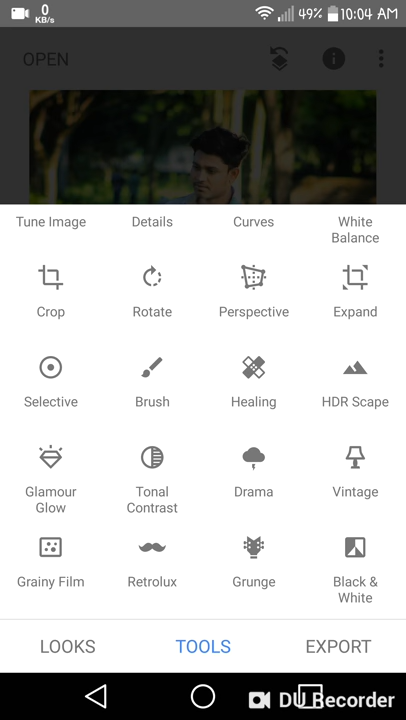 0 KB/s 49% 10:04 AM
OPEN
Tune Image Details Curves White Balance
Crop Rotate Perspective Expand
Selective Brush Healing HDR Scape
Glamour Glow Tonal Contrast Drama Vintage
Grainy Film Retrolux Grunge Black & White
LOOKS TOOLS EXPORT
DU Recorder